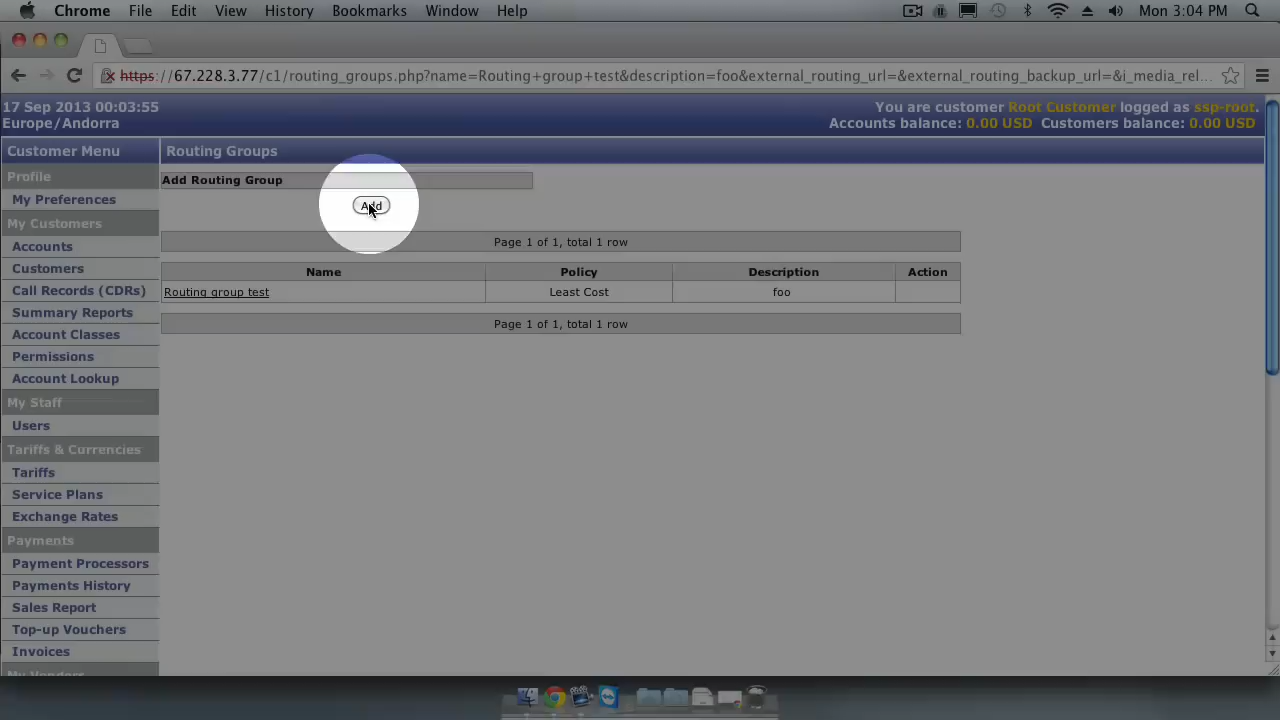 Chrome File Edit View History Bookmarks Window Help Mon 3:04 PM
https://67.228.3.77/c1/routing_groups.php?name=Routing+group+test&description=foo&external_routing_url=&external_routing_backup_url=&i_media_rel...
17 Sep 2013 00:03:55
Europe/Andorra
You are customer Root Customer logged as ssp-root.
Accounts balance: 0.00 USD Customers balance: 0.00 USD
Customer Menu
Profile
My Preferences
My Customers
Accounts
Customers
Call Records (CDRs)
Summary Reports
Account Classes
Permissions
Account Lookup
My Staff
Users
Tariffs & Currencies
Tariffs
Service Plans
Exchange Rates
Payments
Payment Processors
Payments History
Sales Report
Top-up Vouchers
Invoices
My Vendors
Routing Groups
Add Routing Group
Add
Page 1 of 1, total 1 row
Name Policy Description Action
Routing group test Least Cost foo
Page 1 of 1, total 1 row